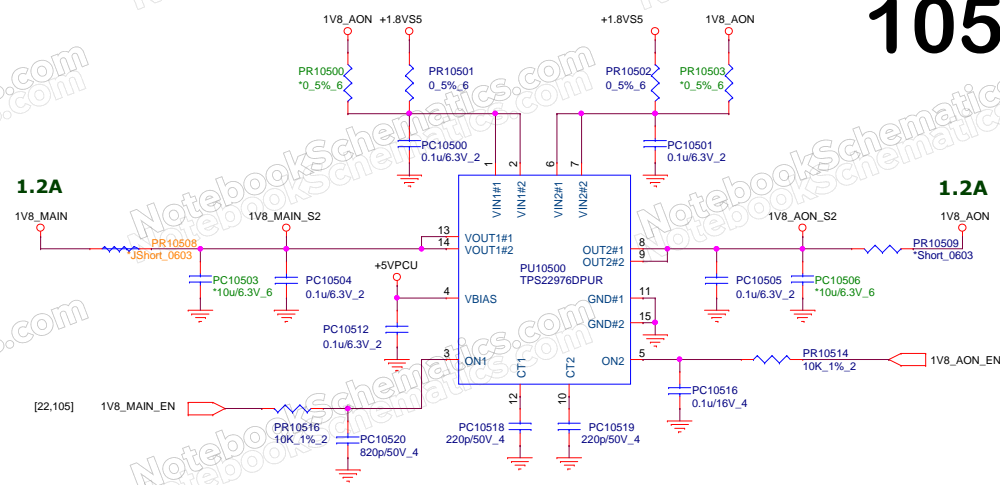 105
1V8_AON +1.8VS5 +1.8VS5 1V8_AON
PR10500 *0_5%_6
PR10501 0_5%_6
PR10502 0_5%_6
PR10503 *0_5%_6
PC10500 0.1u/6.3V_2
PC10501 0.1u/6.3V_2
1 2 6 7
VIN1#1 VIN1#2 VIN2#1 VIN2#2
1.2A
1V8_MAIN
1V8_MAIN_S2
PR10508
JShort_0603
PC10503
*10u/6.3V_6
PC10504
0.1u/6.3V_2
13 VOUT1#1
14 VOUT1#2
+5VPCU
4 VBIAS
PC10512
0.1u/6.3V_2
3 ON1
PU10500
TPS22976DPUR
OUT2#1 8
OUT2#2 9
GND#1 11
GND#2 15
ON2 5
CT1 CT2
12 10
1.2A
1V8_AON_S2
1V8_AON
PR10509
*Short_0603
PC10505
0.1u/6.3V_2
PC10506
*10u/6.3V_6
PR10514
10K_1%_2
1V8_AON_EN
PC10516
0.1u/16V_4
[22,105] 1V8_MAIN_EN
PR10516
10K_1%_2
PC10520
820p/50V_4
PC10518
220p/50V_4
PC10519
220p/50V_4
NotebookSchematics.com
NotebookSchematics.com